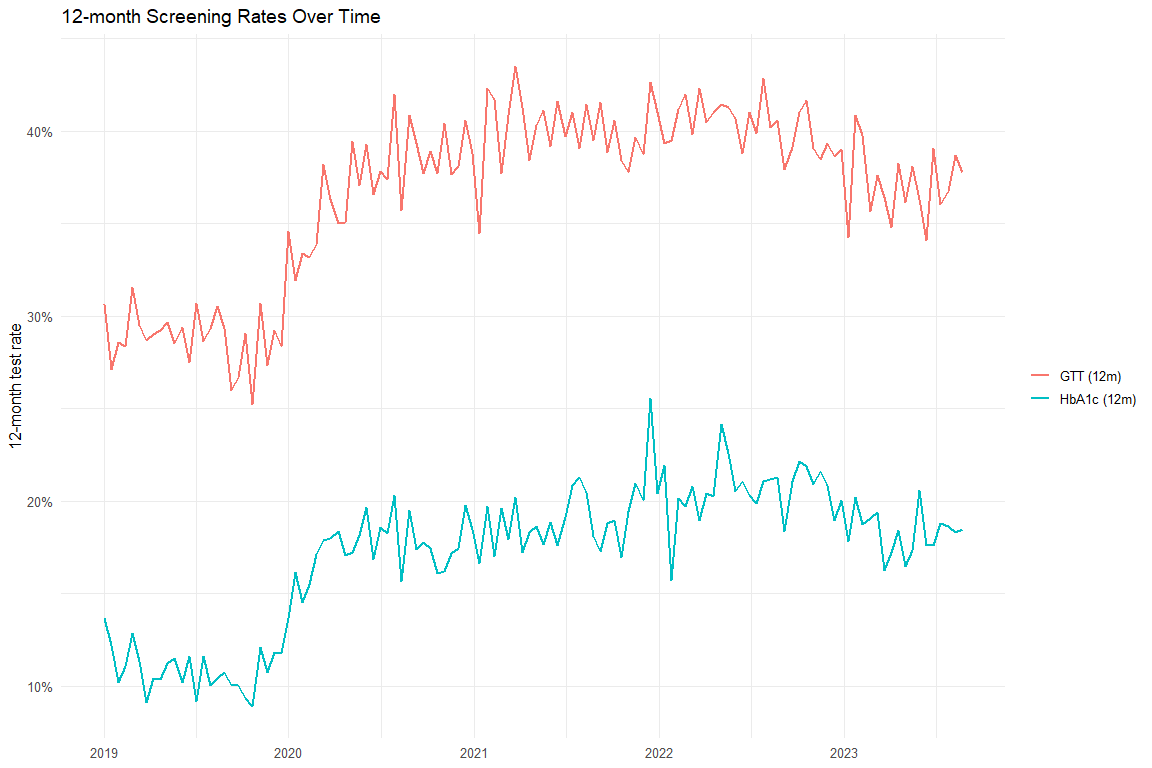 12-month Screening Rates Over Time
12-month test rate
40%
30%
20%
10%
2019 2020 2021 2022 2023
GTT (12m)
HbA1c (12m)